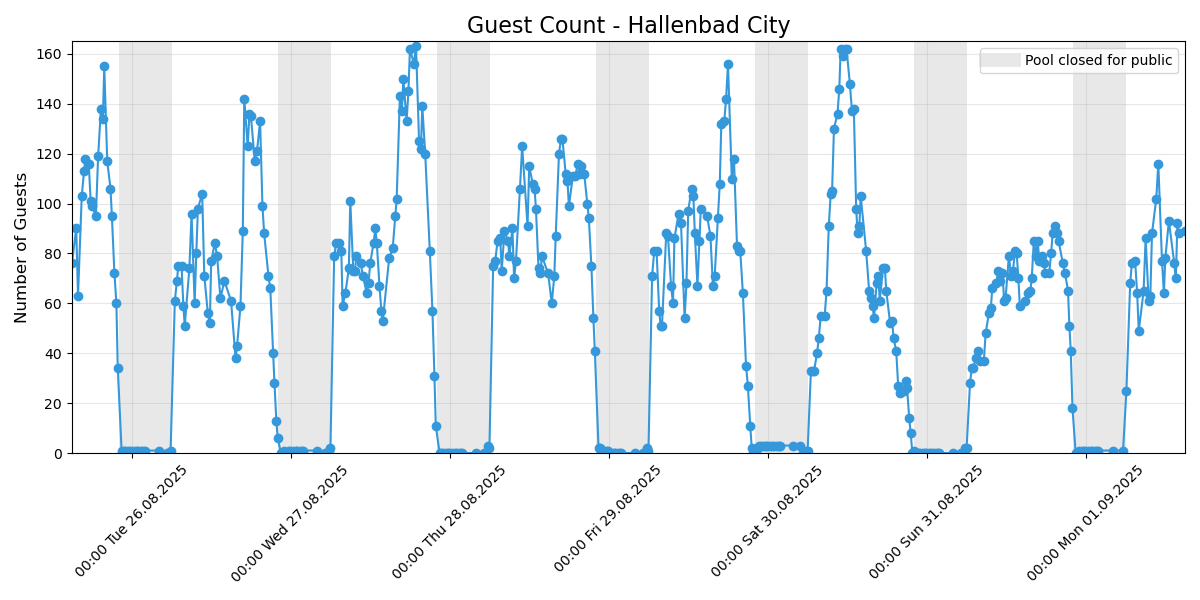 Guest Count - Hallenbad City
Pool closed for public
Number of Guests
160
140
120
100
80
60
40
20
0
00:00 Tue 26.08.2025
00:00 Wed 27.08.2025
00:00 Thu 28.08.2025
00:00 Fri 29.08.2025
00:00 Sat 30.08.2025
00:00 Sun 31.08.2025
00:00 Mon 01.09.2025